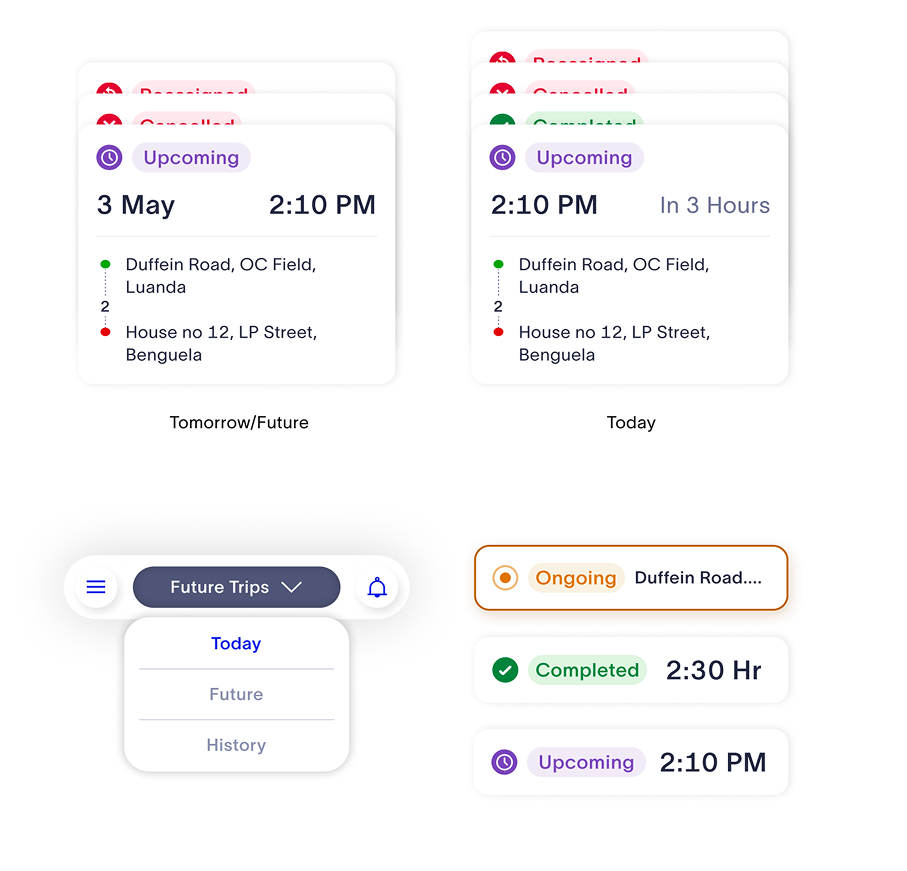 Reassigned
Cancelled
Upcoming
3 May
2:10 PM
Duffein Road, OC Field,
Luanda
2
House no 12, LP Street,
Benguela
Tomorrow/Future
Reassigned
Cancelled
Completed
Upcoming
2:10 PM
In 3 Hours
Duffein Road, OC Field,
Luanda
2
House no 12, LP Street,
Benguela
Today
Future Trips
Today
Future
History
Ongoing
Duffein Road....
Completed
2:30 Hr
Upcoming
2:10 PM